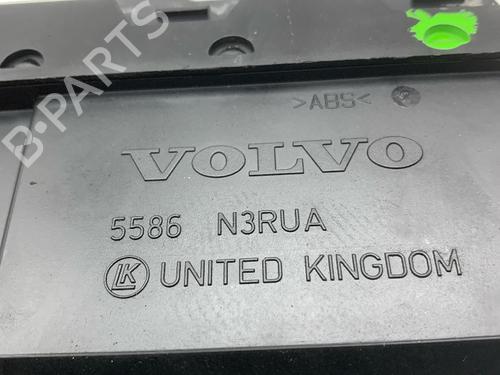 >ABS<
VOLVO
5586 N3RUA
LK UNITED KINGDOM
B-PARTS